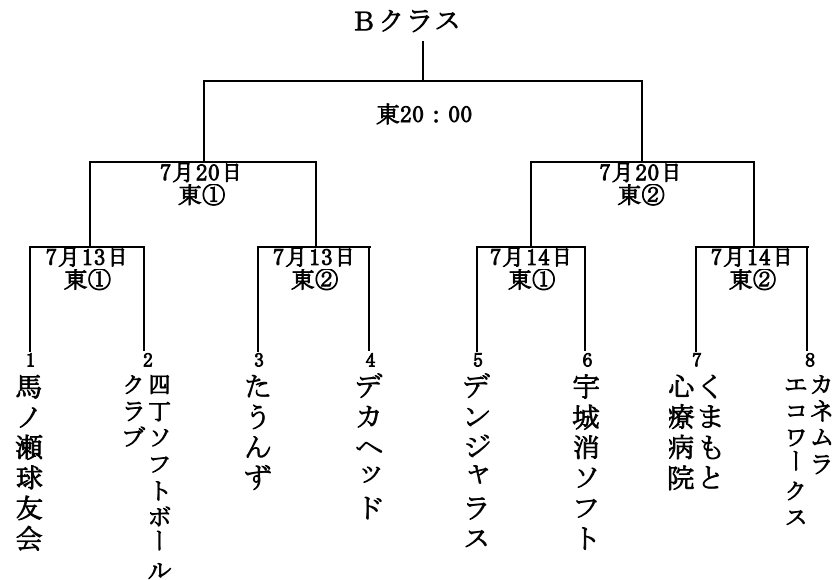 Bクラス
東20：00
7月20日
東①
7月20日
東②
7月13日
東①
7月13日
東②
7月14日
東①
7月14日
東②
1
2
3
4
5
6
7
8
馬ノ瀬球友会
四丁ソフトボール
クラブ
たうんず
デカヘッド
デンジャラス
宇城消ソフト
くまもと
心療病院
カネムラ
エコワークス